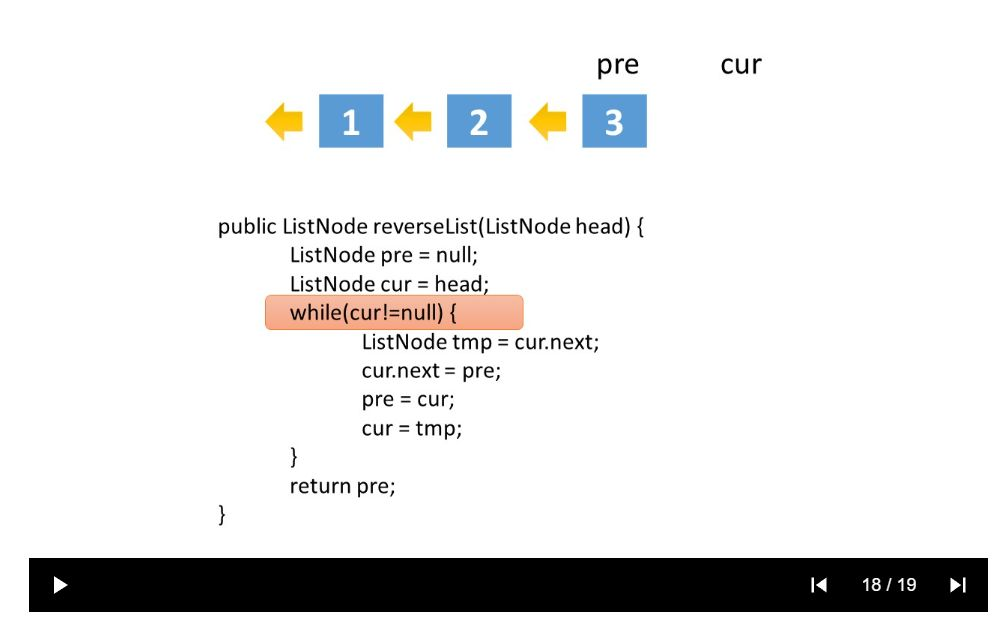 pre cur
1 2 3
public ListNode reverseList(ListNode head) {
ListNode pre = null;
ListNode cur = head;
while(cur!=null) {
ListNode tmp = cur.next;
cur.next = pre;
pre = cur;
cur = tmp;
}
return pre;
}
18 / 19